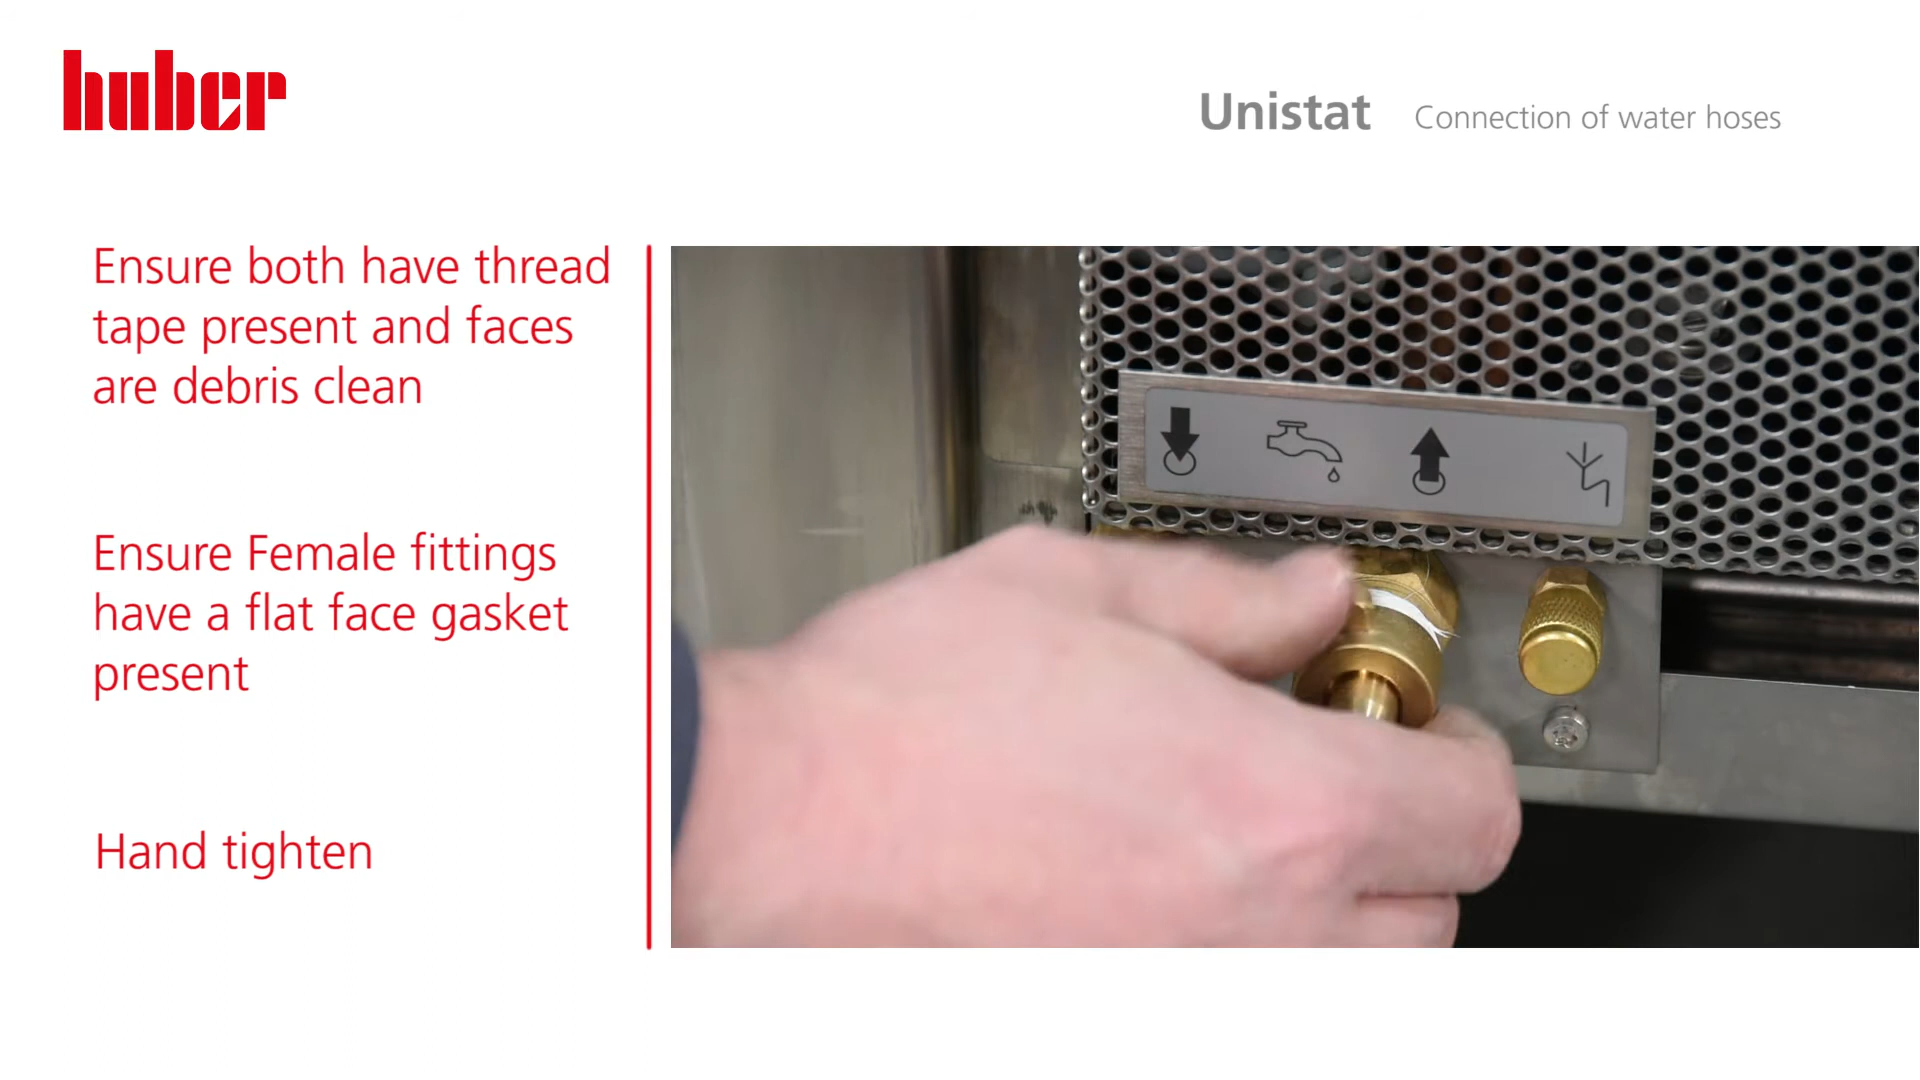 huber
Unistat Connection of water hoses
Ensure both have thread
tape present and faces
are debris clean
Ensure Female fittings
have a flat face gasket
present
Hand tighten